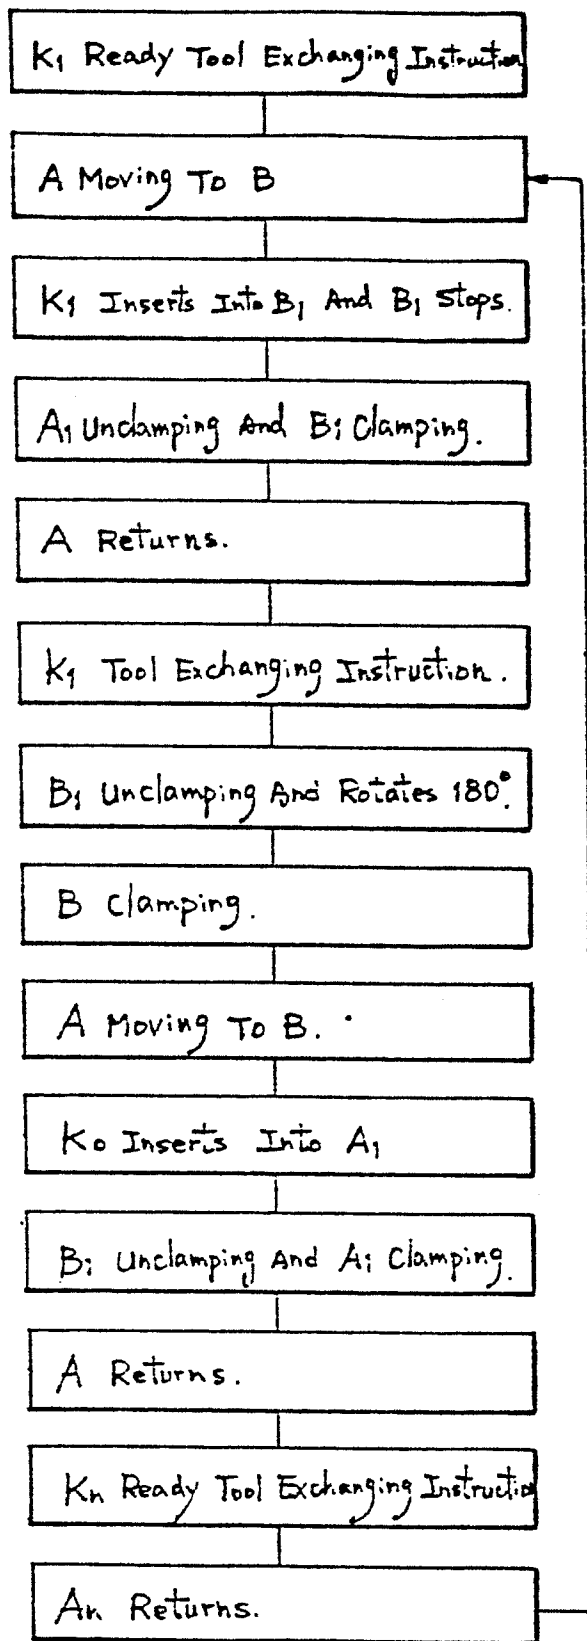 K1 Ready Tool Exchanging Instruction
A Moving To B
K1 Inserts Into B1 And B1 Stops.
A1 Unclamping And B1 Clamping.
A Returns.
K1 Tool Exchanging Instruction.
B1 Unclamping And Rotates 180°.
B Clamping.
A Moving To B.
K0 Inserts Into A1
B1 Unclamping And A1 Clamping.
A Returns.
Kn Ready Tool Exchanging Instruction
An Returns.